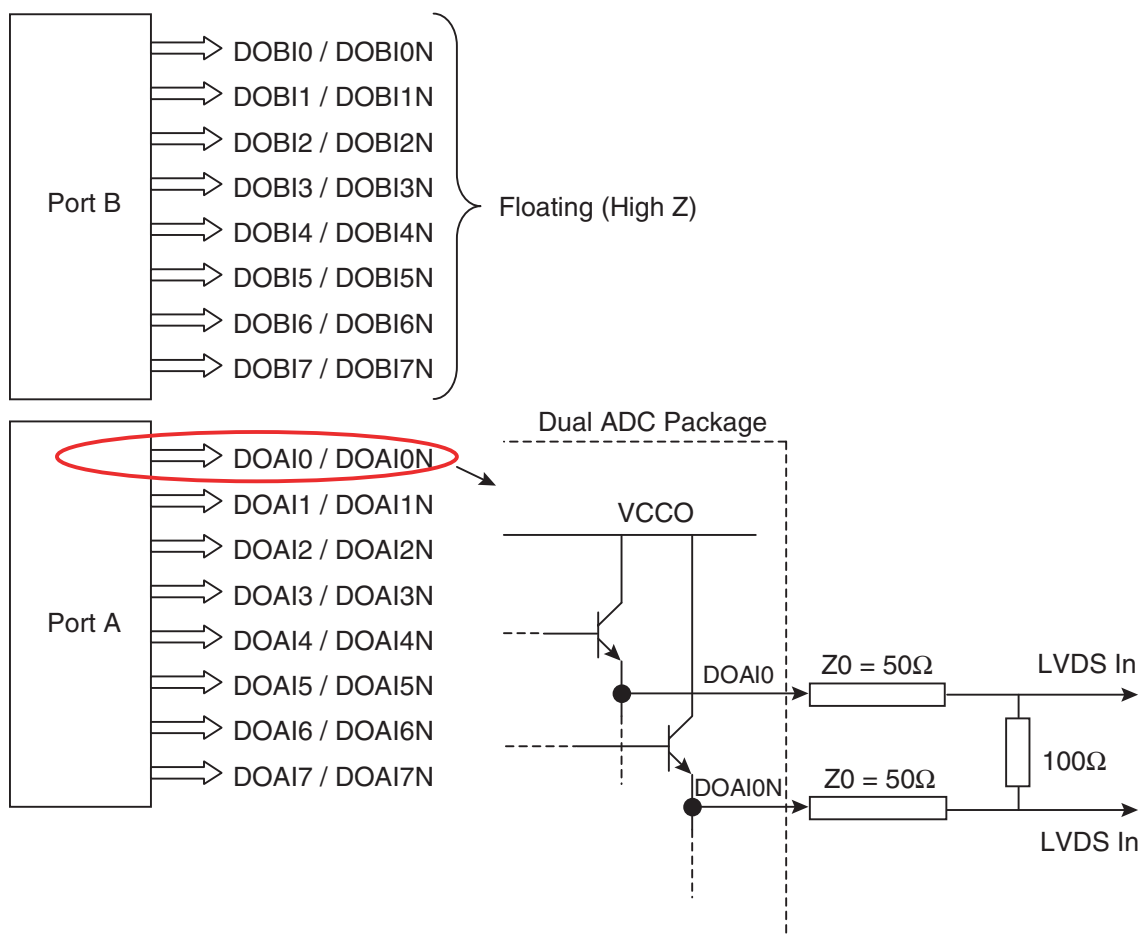 DOBI0 / DOBI0N
DOBI1 / DOBI1N
DOBI2 / DOBI2N
Port B
DOBI3 / DOBI3N
Floating (High Z)
DOBI4 / DOBI4N
DOBI5 / DOBI5N
DOBI6 / DOBI6N
DOBI7 / DOBI7N
Dual ADC Package
DOAI0 / DOAI0N
DOAI1 / DOAI1N
DOAI2 / DOAI2N
DOAI3 / DOAI3N
Port A
DOAI4 / DOAI4N
DOAI5 / DOAI5N
DOAI6 / DOAI6N
DOAI7 / DOAI7N
VCCO
DOAI0
Z0 = 50Ω
LVDS In
100Ω
DOAI0N
Z0 = 50Ω
LVDS In